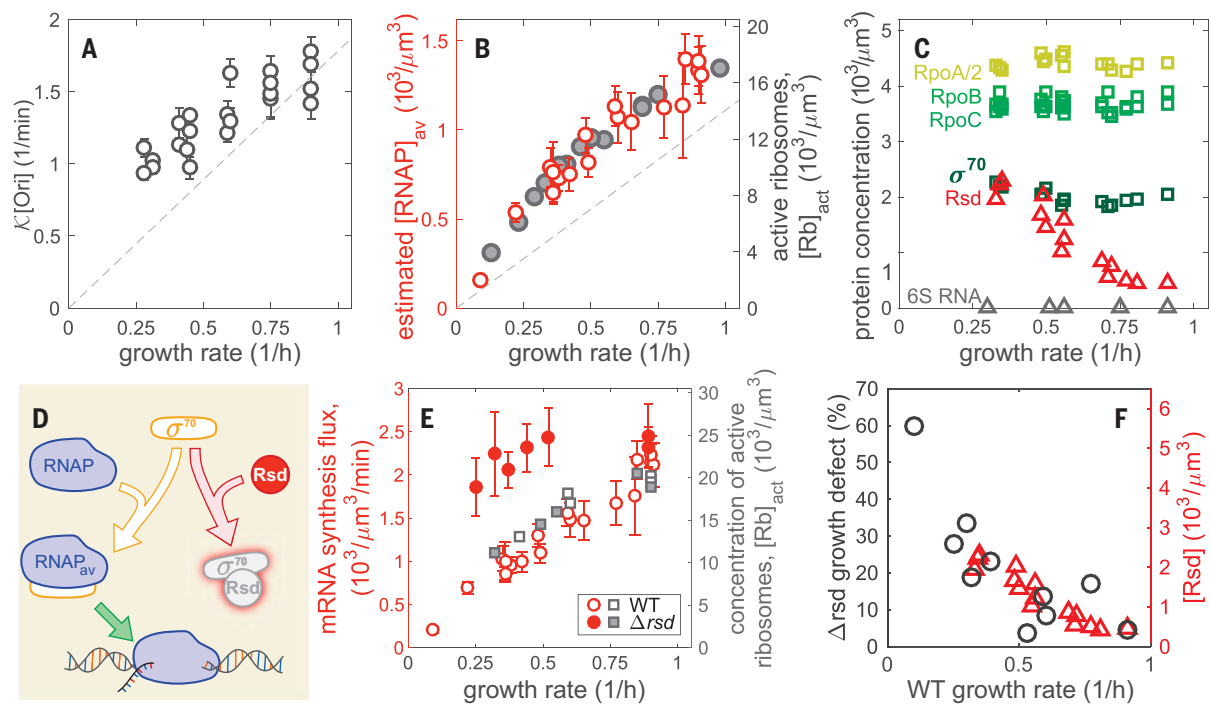 A
𝒦[Ori] (1/min)
2
1.5
1
0.5
0
0
0.25
0.5
0.75
1
growth rate (1/h)
B
estimated [RNAP]av (10³/μm³)
1.5
1
0.5
0
active ribosomes,
[Rb]act (10³/μm³)
20
16
12
8
4
0
0
0.25
0.5
0.75
1
growth rate (1/h)
C
protein concentration (10³/μm³)
5
4
3
2
1
0
RpoA/2
RpoB
RpoC
σ⁷⁰
Rsd
6S RNA
0
0.25
0.5
0.75
1
growth rate (1/h)
D
σ⁷⁰
RNAP
Rsd
RNAPav
σ⁷⁰
Rsd
E
mRNA synthesis flux,
(10³/μm³/min)
3
2.5
2
1.5
1
0.5
0
concentration of active
ribosomes, [Rb]act (10³/μm³)
30
25
20
15
10
5
0
WT
Δrsd
0
0.25
0.5
0.75
1
growth rate (1/h)
F
Δrsd growth defect (%)
70
60
50
40
30
20
10
0
[Rsd] (10³/μm³)
6
5
4
3
2
1
0
0
0.5
1
WT growth rate (1/h)